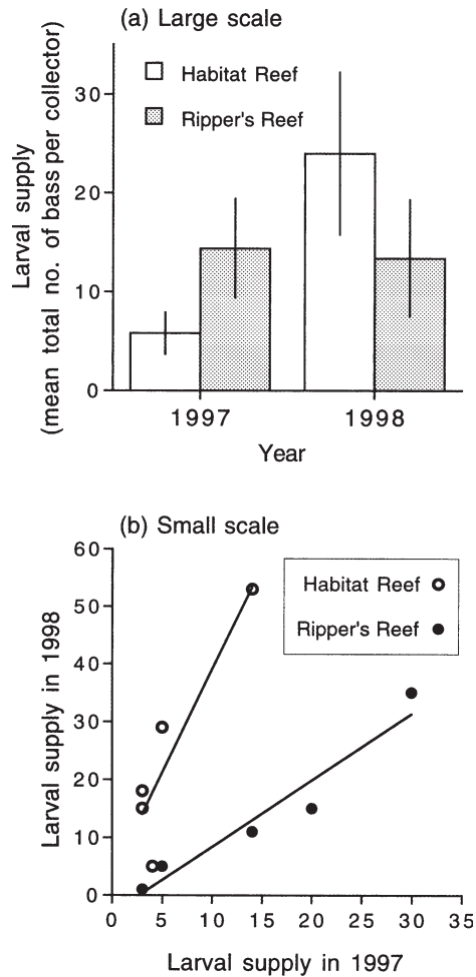 (a) Large scale
Larval supply
(mean total no. of bass per collector)
30
20
10
0
Habitat Reef
Ripper's Reef
1997
1998
Year
(b) Small scale
Larval supply in 1998
60
50
40
30
20
10
0
Habitat Reef
Ripper's Reef
0 5 10 15 20 25 30 35
Larval supply in 1997